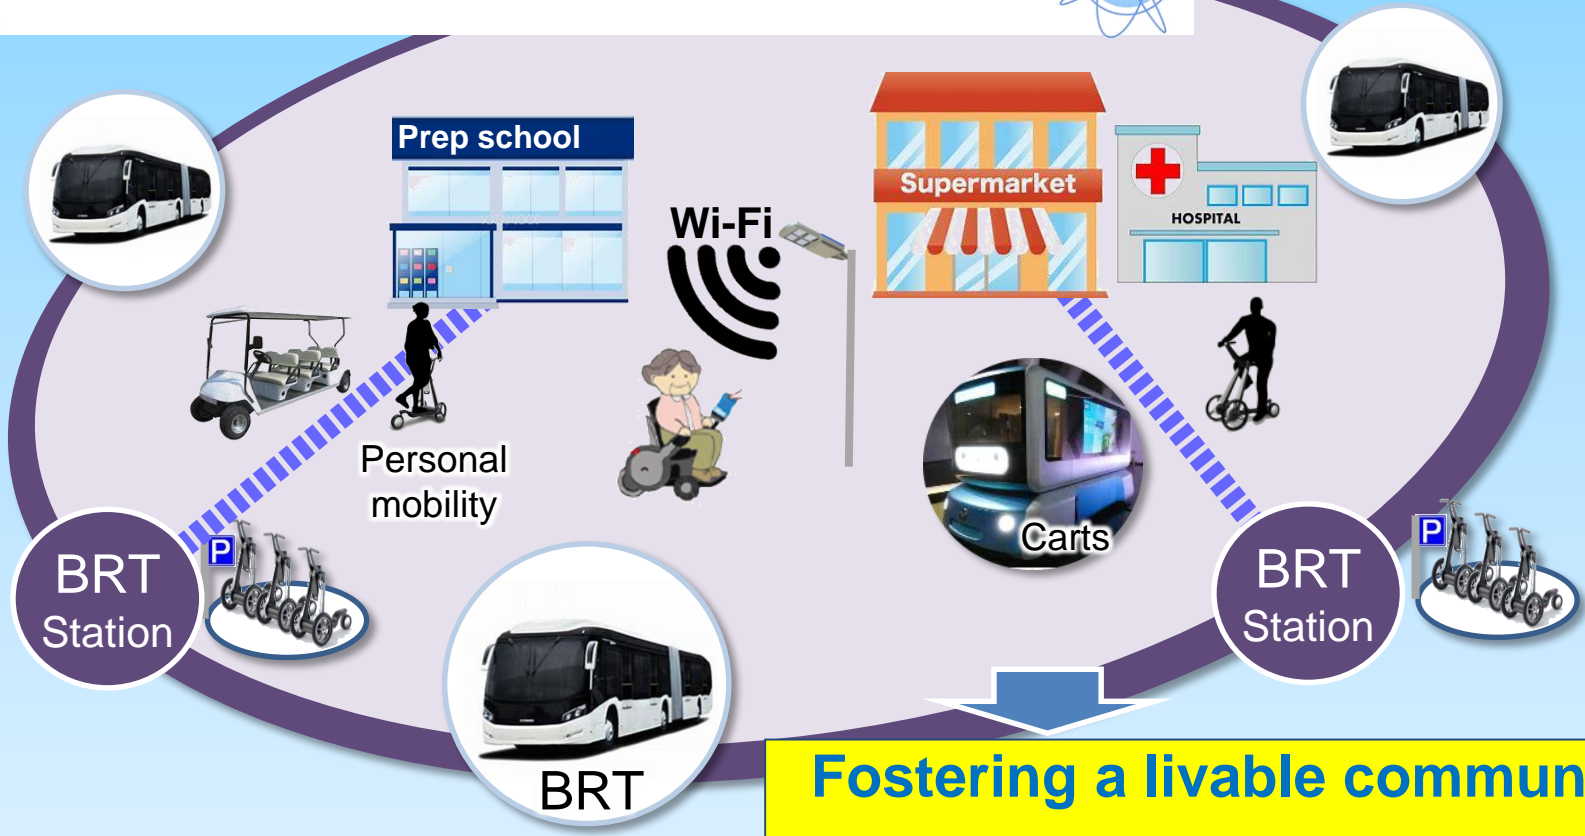 Prep school
Supermarket
HOSPITAL
Wi-Fi
Personal
mobility
Carts
BRT
Station
P
BRT
Station
P
BRT
Fostering a livable commun